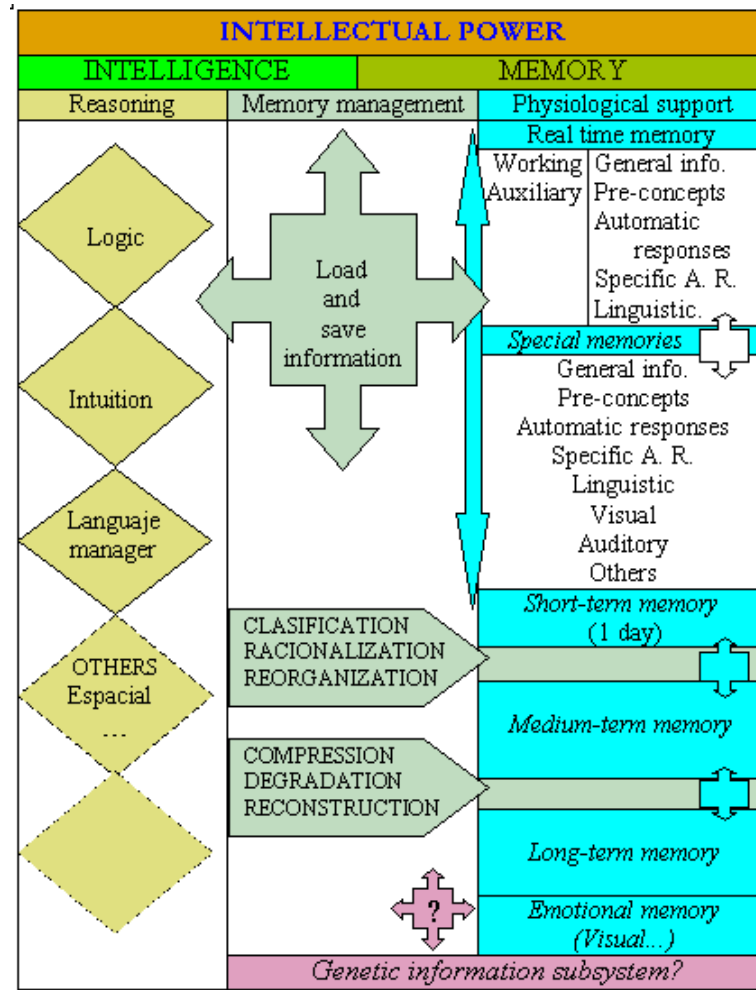 INTELLECTUAL POWER
INTELLIGENCE
MEMORY
Reasoning
Memory management
Physiological support
Real time memory
Working
Auxiliary
General info.
Pre-concepts
Automatic
responses
Specific A. R.
Linguistic.
Logic
Load
and
save
information
Special memories
General info.
Pre-concepts
Automatic responses
Specific A. R.
Linguistic
Visual
Auditory
Others
Intuition
Languaje
manager
Short-term memory
(1 day)
CLASIFICATION
RACIONALIZATION
REORGANIZATION
OTHERS
Espacial
...
Medium-term memory
COMPRESSION
DEGRADATION
RECONSTRUCTION
Long-term memory
?
Emotional memory
(Visual...)
Genetic information subsystem?